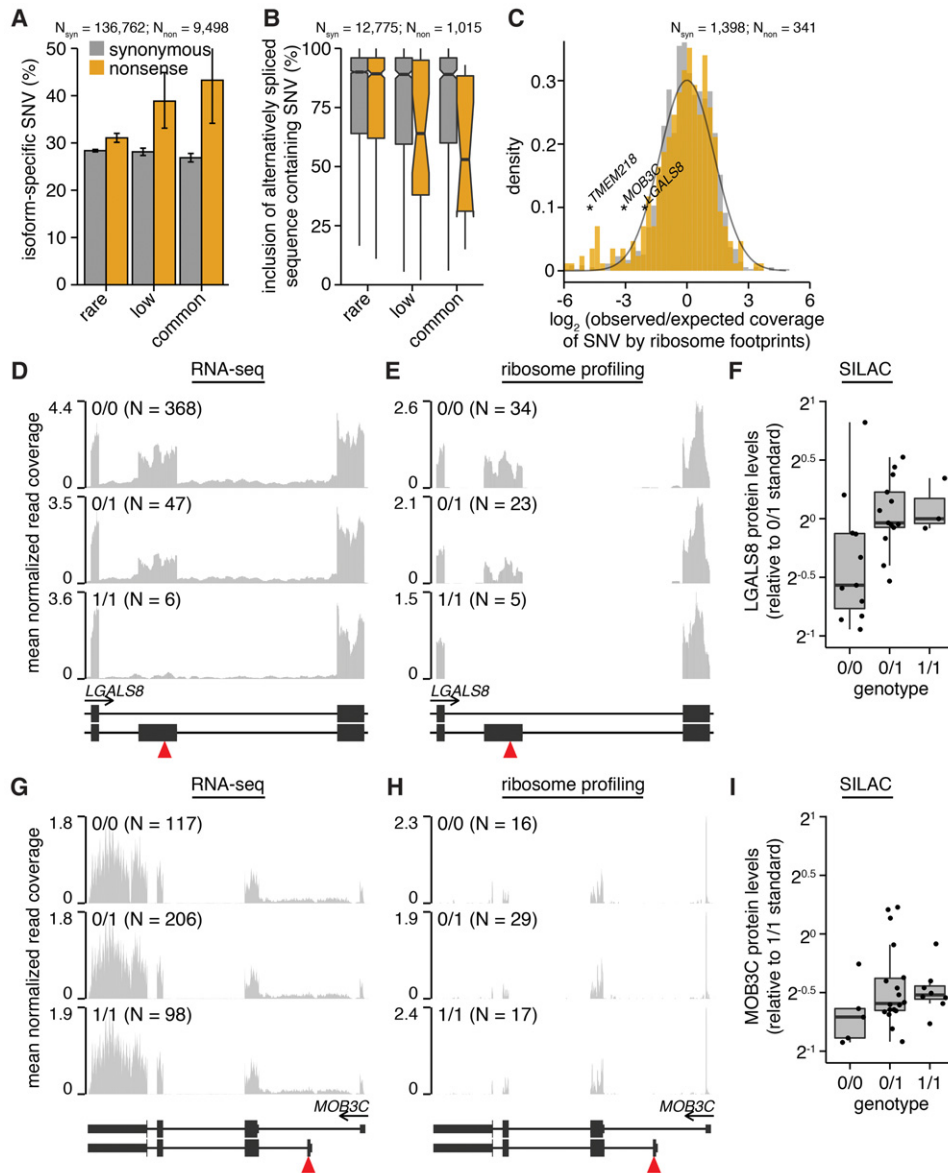 A
N_syn = 136,762; N_non = 9,498
synonymous
nonsense
isoform-specific SNV (%)
50
40
30
20
10
0
rare
low
common
B
N_syn = 12,775; N_non = 1,015
inclusion of alternatively spliced
sequence containing SNV (%)
100
75
50
25
0
rare
low
common
C
N_syn = 1,398; N_non = 341
density
0.3
0.2
0.1
0
*TMEM218
*MOB3C
*LGALS8
-6
-3
0
3
6
log2 (observed/expected coverage
of SNV by ribosome footprints)
D
RNA-seq
mean normalized read coverage
4.4
0/0 (N = 368)
0
3.5
0/1 (N = 47)
0
3.6
1/1 (N = 6)
0
LGALS8
E
ribosome profiling
2.6
0/0 (N = 34)
0
2.1
0/1 (N = 23)
0
1.5
1/1 (N = 5)
0
LGALS8
F
SILAC
LGALS8 protein levels
(relative to 0/1 standard)
2^1
2^0.5
2^0
2^-0.5
2^-1
0/0
0/1
1/1
genotype
G
RNA-seq
mean normalized read coverage
1.8
0/0 (N = 117)
0
1.8
0/1 (N = 206)
0
1.9
1/1 (N = 98)
0
MOB3C
H
ribosome profiling
2.3
0/0 (N = 16)
0
1.9
0/1 (N = 29)
0
2.4
1/1 (N = 17)
0
MOB3C
I
SILAC
MOB3C protein levels
(relative to 1/1 standard)
2^1
2^0.5
2^0
2^-0.5
2^-1
0/0
0/1
1/1
genotype